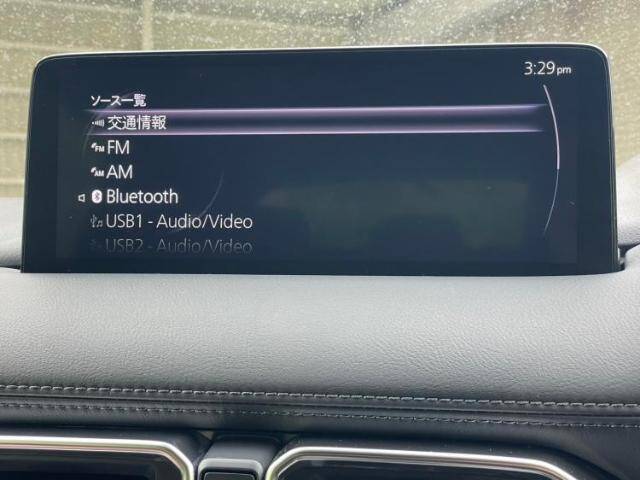 3:29pm
ソース一覧
交通情報
FM
AM
Bluetooth
USB1 - Audio/Video
USB2 - Audio/Video